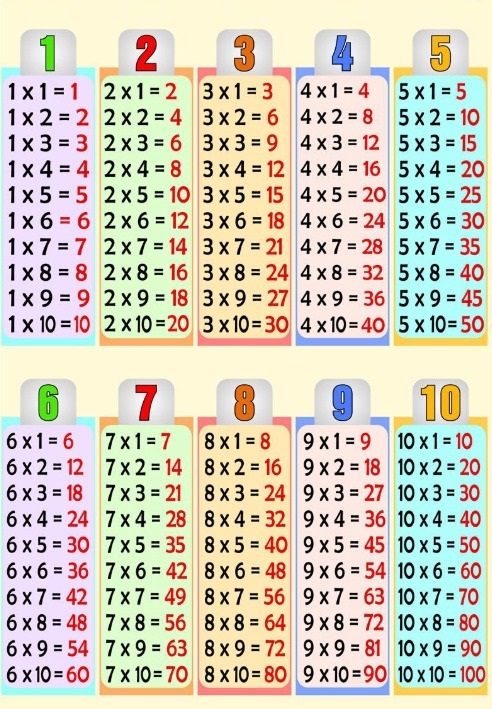 1
1 x 1 = 1
1 x 2 = 2
1 x 3 = 3
1 x 4 = 4
1 x 5 = 5
1 x 6 = 6
1 x 7 = 7
1 x 8 = 8
1 x 9 = 9
1 x 10 = 10
2
2 x 1 = 2
2 x 2 = 4
2 x 3 = 6
2 x 4 = 8
2 x 5 = 10
2 x 6 = 12
2 x 7 = 14
2 x 8 = 16
2 x 9 = 18
2 x 10 = 20
3
3 x 1 = 3
3 x 2 = 6
3 x 3 = 9
3 x 4 = 12
3 x 5 = 15
3 x 6 = 18
3 x 7 = 21
3 x 8 = 24
3 x 9 = 27
3 x 10 = 30
4
4 x 1 = 4
4 x 2 = 8
4 x 3 = 12
4 x 4 = 16
4 x 5 = 20
4 x 6 = 24
4 x 7 = 28
4 x 8 = 32
4 x 9 = 36
4 x 10 = 40
5
5 x 1 = 5
5 x 2 = 10
5 x 3 = 15
5 x 4 = 20
5 x 5 = 25
5 x 6 = 30
5 x 7 = 35
5 x 8 = 40
5 x 9 = 45
5 x 10 = 50
6
6 x 1 = 6
6 x 2 = 12
6 x 3 = 18
6 x 4 = 24
6 x 5 = 30
6 x 6 = 36
6 x 7 = 42
6 x 8 = 48
6 x 9 = 54
6 x 10 = 60
7
7 x 1 = 7
7 x 2 = 14
7 x 3 = 21
7 x 4 = 28
7 x 5 = 35
7 x 6 = 42
7 x 7 = 49
7 x 8 = 56
7 x 9 = 63
7 x 10 = 70
8
8 x 1 = 8
8 x 2 = 16
8 x 3 = 24
8 x 4 = 32
8 x 5 = 40
8 x 6 = 48
8 x 7 = 56
8 x 8 = 64
8 x 9 = 72
8 x 10 = 80
9
9 x 1 = 9
9 x 2 = 18
9 x 3 = 27
9 x 4 = 36
9 x 5 = 45
9 x 6 = 54
9 x 7 = 63
9 x 8 = 72
9 x 9 = 81
9 x 10 = 90
10
10 x 1 = 10
10 x 2 = 20
10 x 3 = 30
10 x 4 = 40
10 x 5 = 50
10 x 6 = 60
10 x 7 = 70
10 x 8 = 80
10 x 9 = 90
10 x 10 = 100